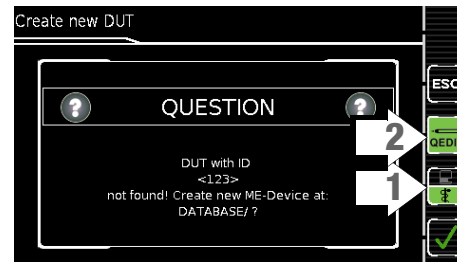 Create new DUT
ESC
QUESTION
DUT with ID
<123>
not found! Create new ME-Device at:
DATABASE/ ?
2
QEDI
1